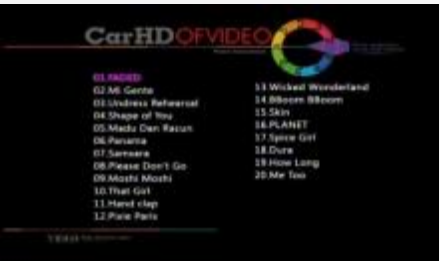 CarHDOFVIDEO
01.FADED
02.Mi Gente
03.Undress Rehearsal
04.Shape of You
05.Madu Dan Racun
06.Panama
07.Samsara
08.Please Don't Go
09.Moshi Moshi
10.That Girl
11.Hand clap
12.Pixie Paris
13.Wicked Wonderland
14.BBoom BBoom
15.Skin
16.PLANET
17.Spice Girl
18.Dura
19.How Long
20.Me Too